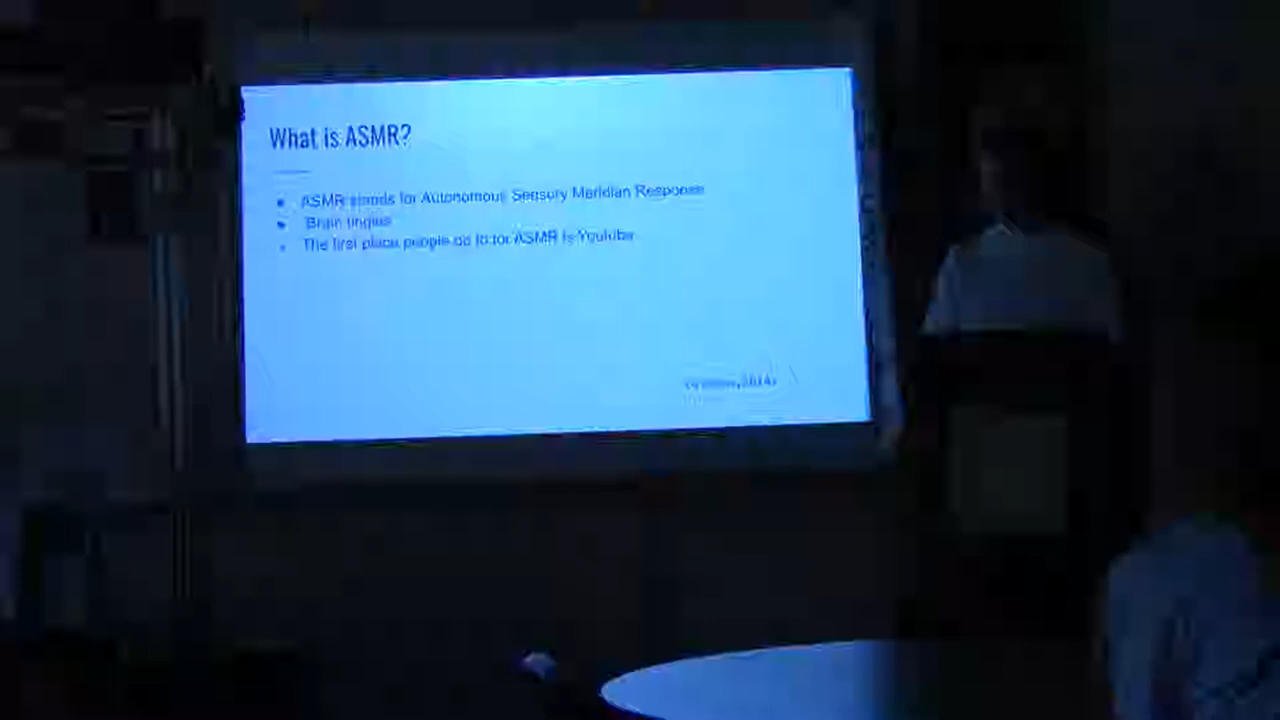 What is ASMR?
ASMR stands for Autonomous Sensory Meridian Response
Brain tingles
The first place people go to for ASMR is Youtube